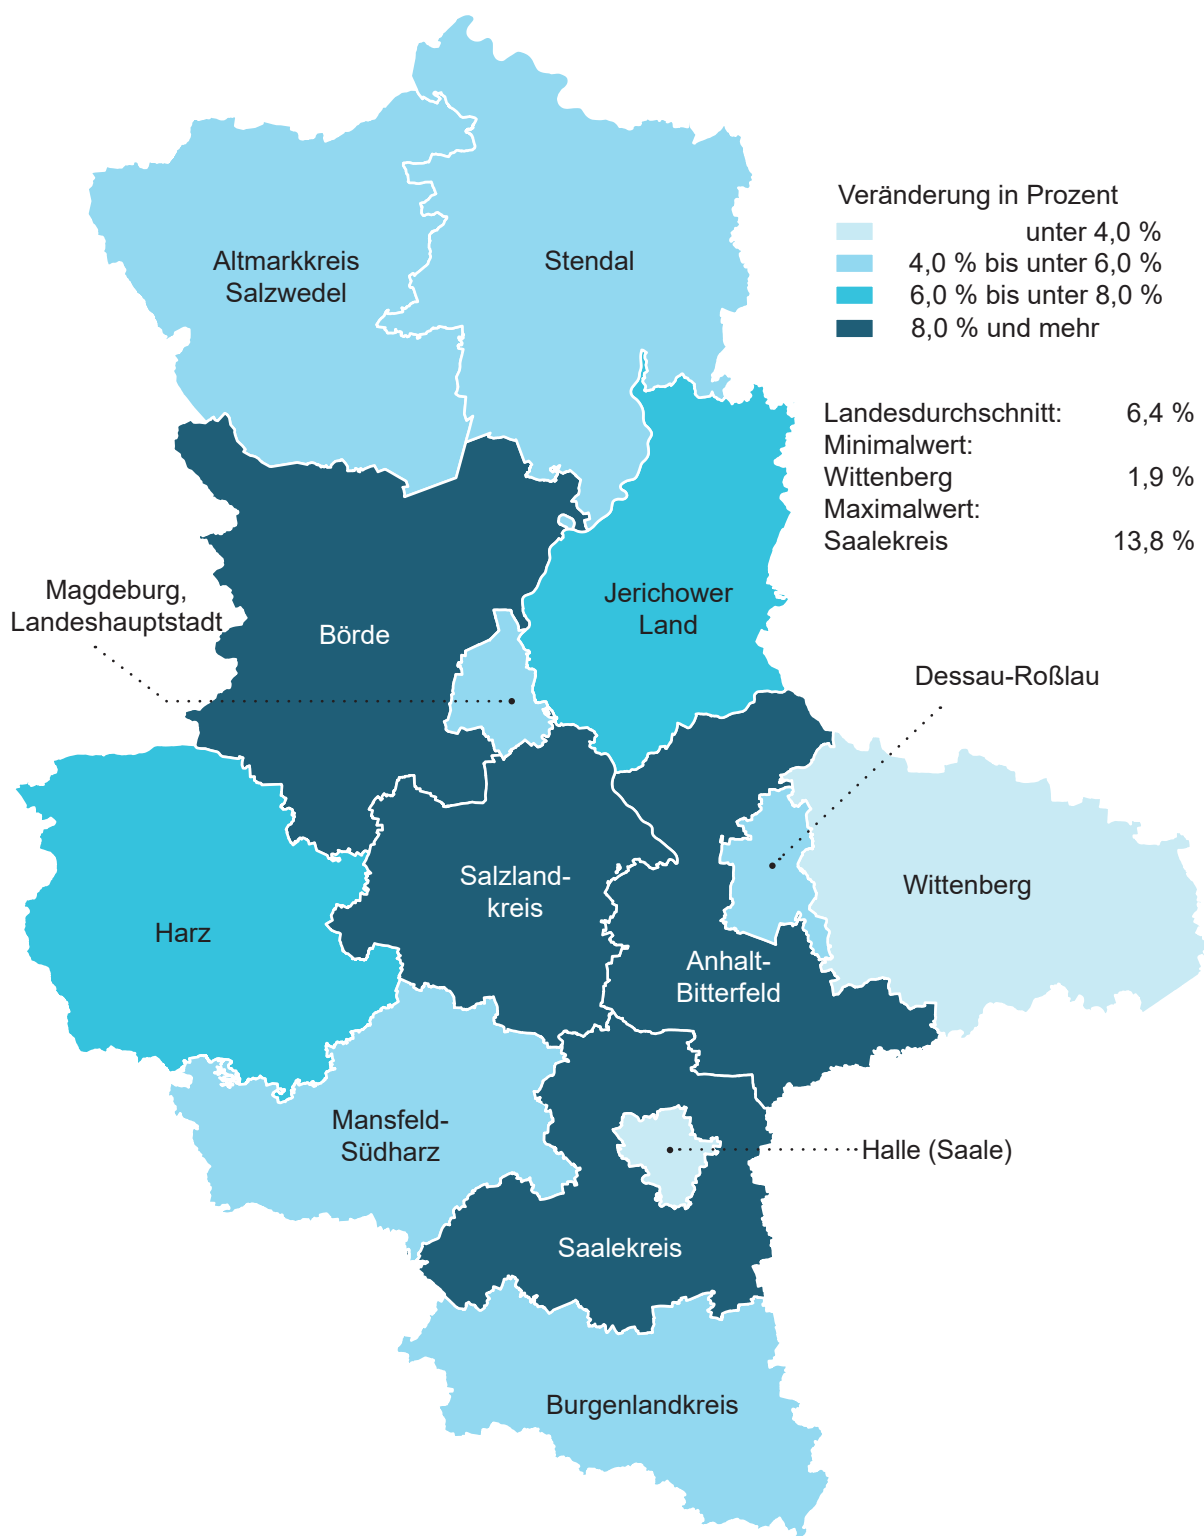 Veränderung in Prozent
unter 4,0 %
4,0 % bis unter 6,0 %
6,0 % bis unter 8,0 %
8,0 % und mehr
Landesdurchschnitt: 6,4 %
Minimalwert:
Wittenberg 1,9 %
Maximalwert:
Saalekreis 13,8 %
Altmarkkreis
Salzwedel
Stendal
Magdeburg,
Landeshauptstadt
Börde
Jerichower
Land
Dessau-Roßlau
Harz
Salzland-
kreis
Wittenberg
Anhalt-
Bitterfeld
Mansfeld-
Südharz
Halle (Saale)
Saalekreis
Burgenlandkreis